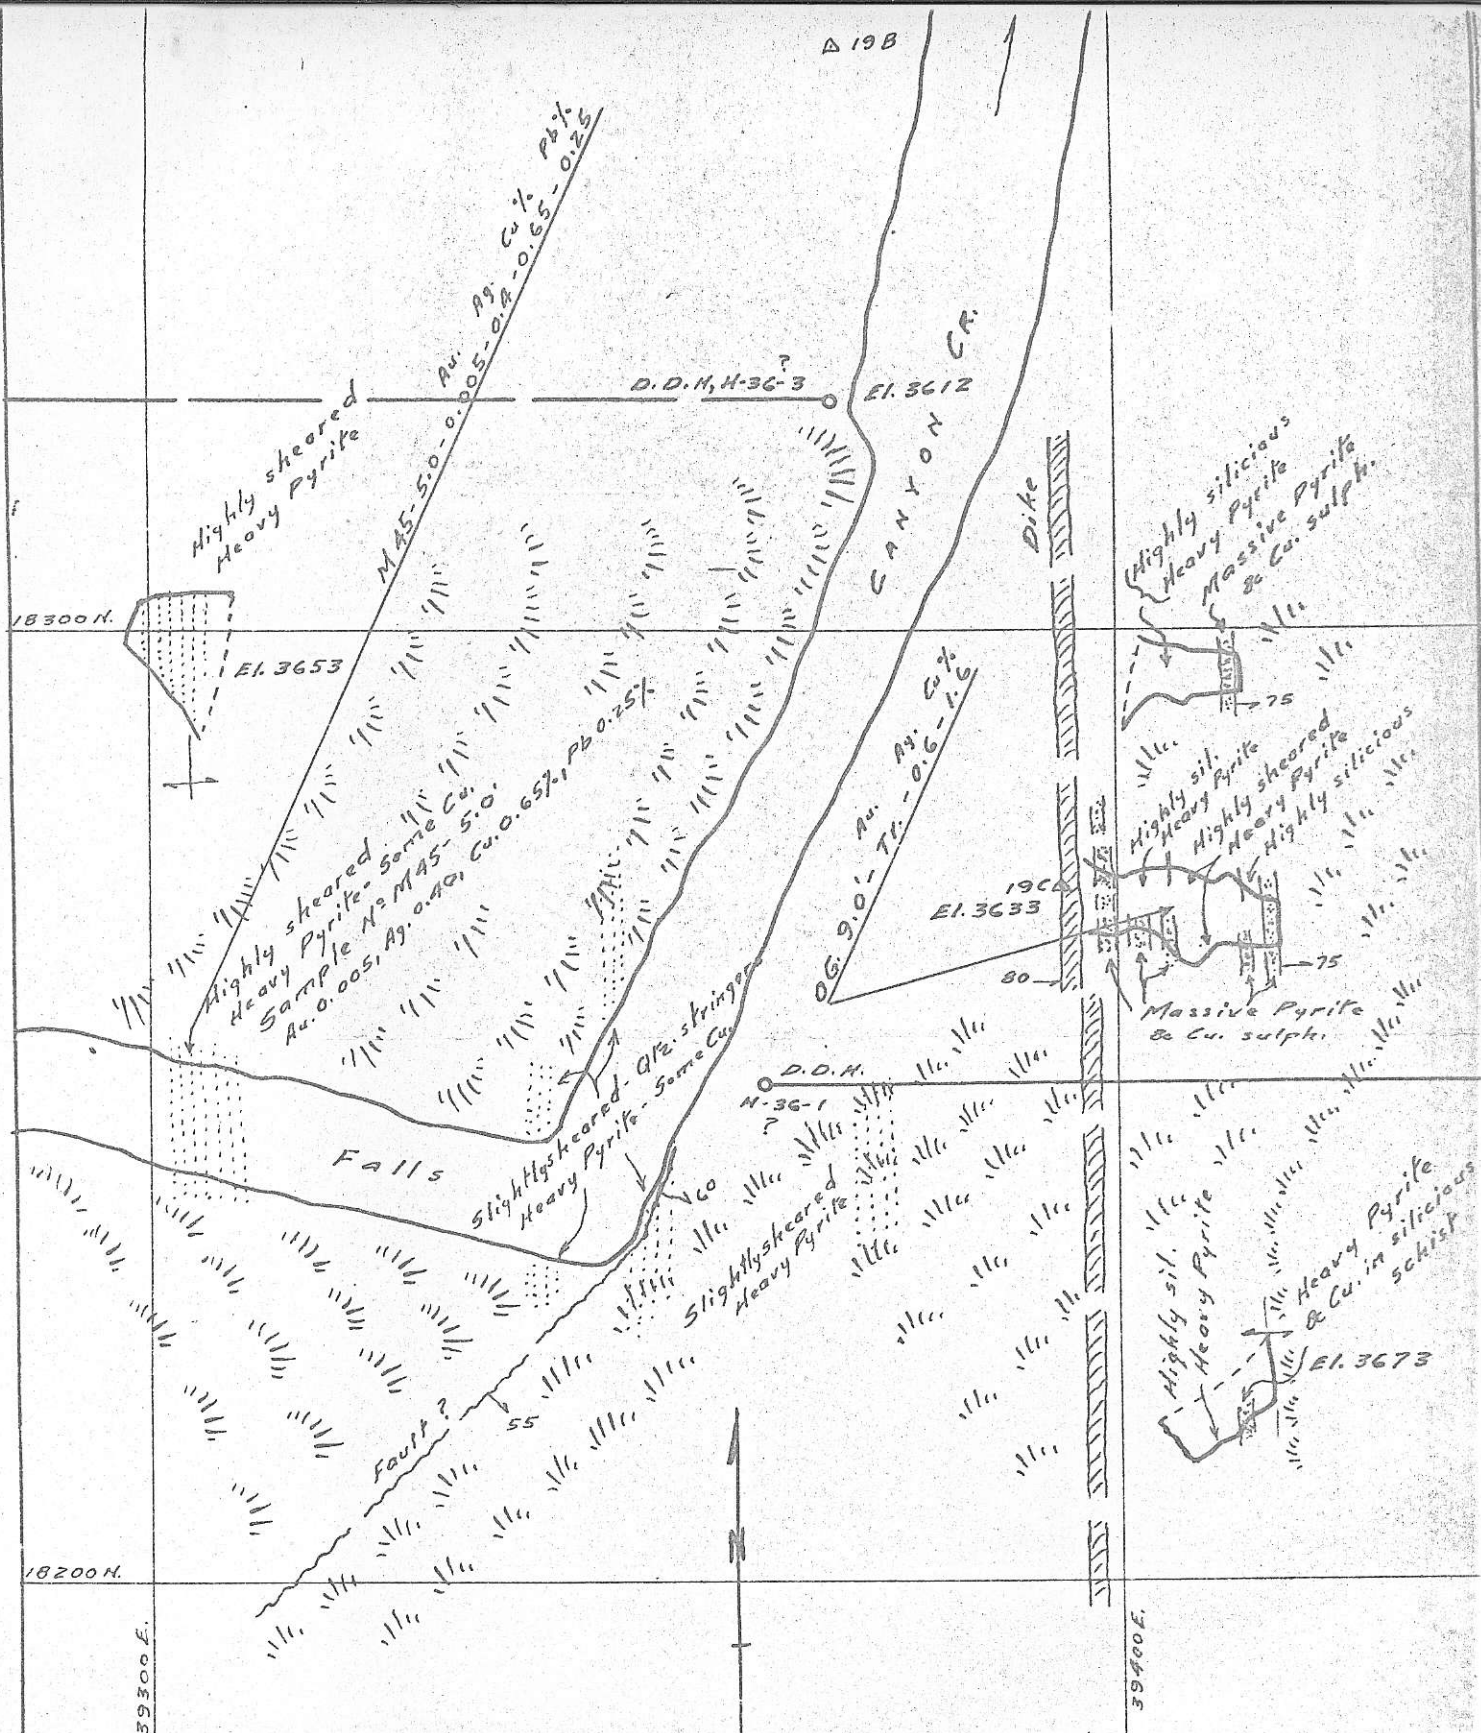 △ 19B
Au. Ag. Cu% Pb%
M45-5.0-0.005-0.4-0.65-0.25
?
D.D.H, H-36-3
El. 3612
CANYON CR.
Highly sheared
Heavy Pyrite
Dike
Highly silicious
Heavy Pyrite
Massive Pyrite
& Cu. sulph.
18300 N.
El. 3653
75
Au. Ag. Cu%
OG. 9.0'- Tr. - 0.6 - 1.6
Highly sil.
Heavy Pyrite
Highly sheared
Heavy Pyrite
Highly silicious
Highly sheared
Heavy Pyrite- Some Cu.
Sample No M45- 5.0'
Au. 0.005, Ag. 0.40, Cu. 0.65%, Pb 0.25%
19C△
El. 3633
80
75
Massive Pyrite
& Cu. sulph.
Slightly sheared- Qtz. stringers
Heavy Pyrite - Some Cu.
D.D.H.
H-36-1
?
Falls
60
Slightly sheared
Heavy Pyrite
Highly sil.
Heavy Pyrite
Heavy Pyrite
& Cu. in silicious
schist
El. 3673
Fault?
55
N
18200 N.
39300 E.
39400 E.